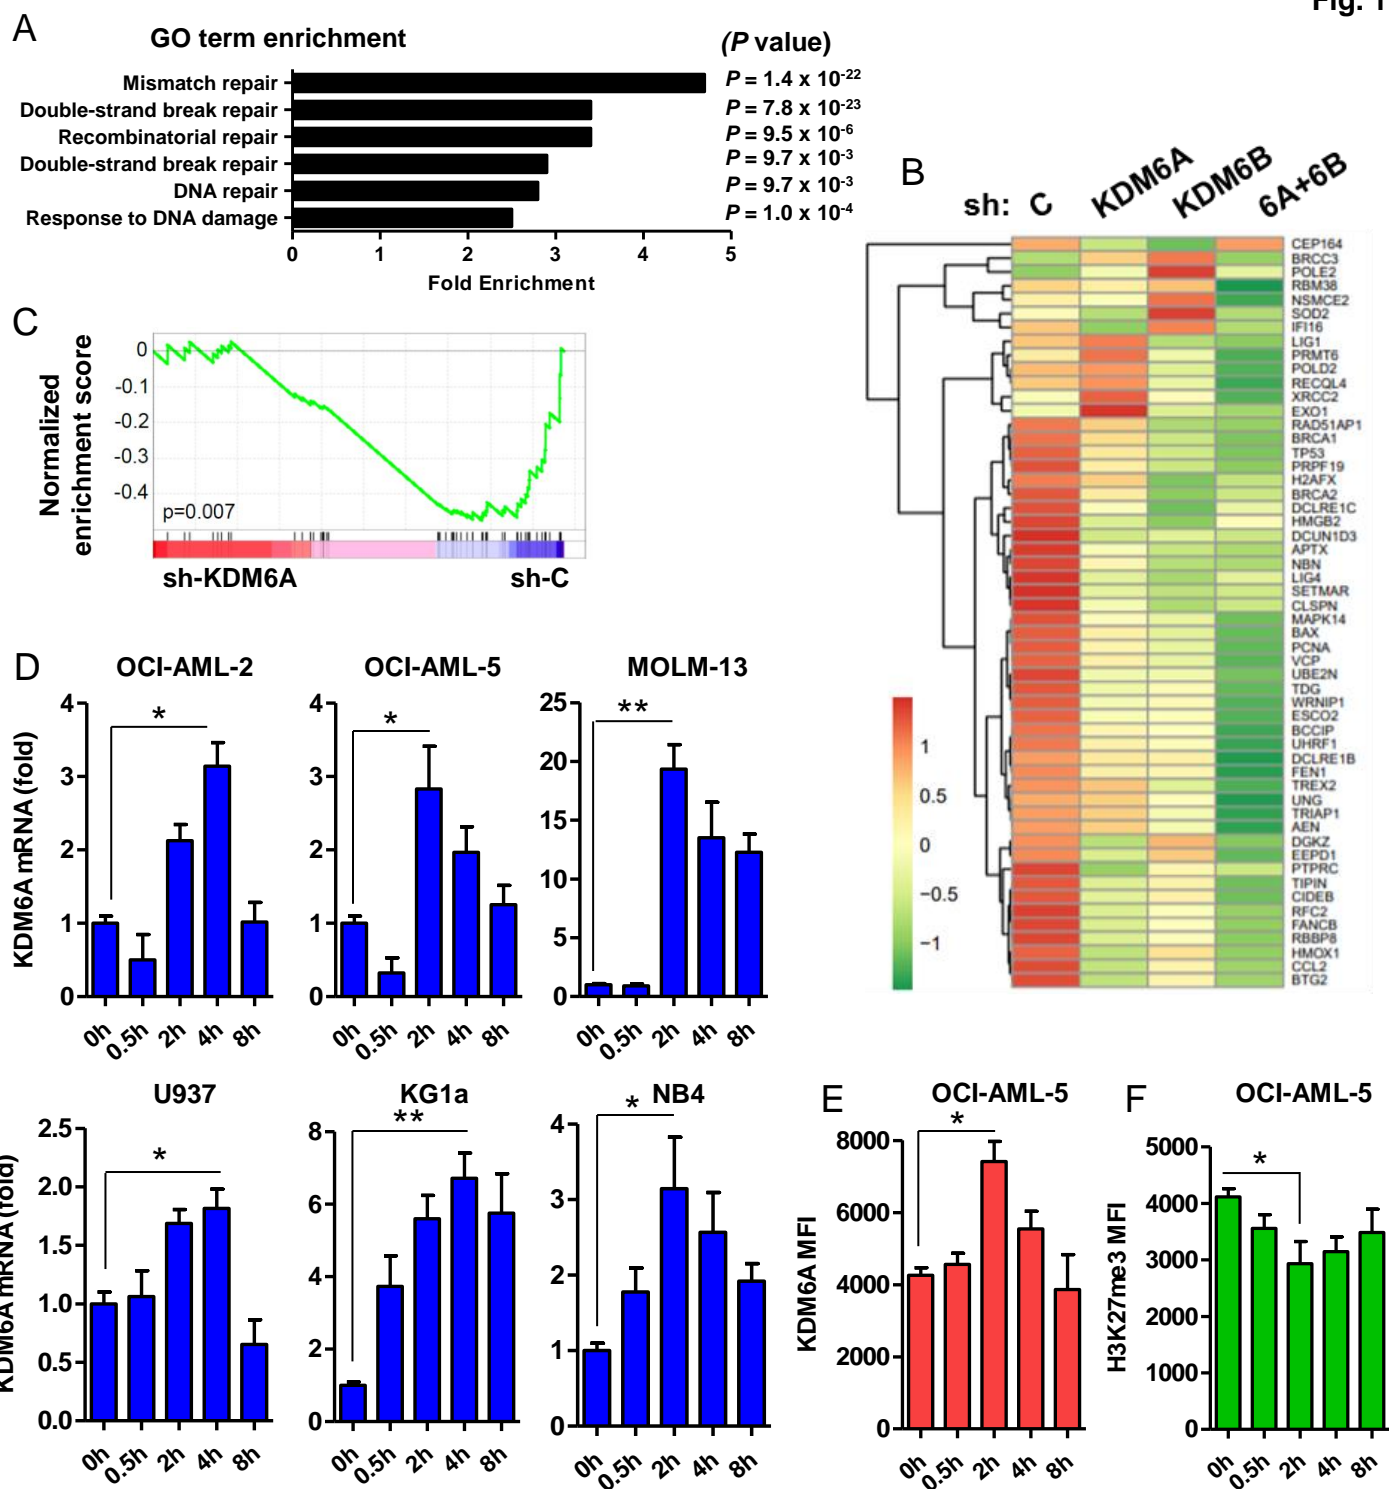 Fig. 1
A
GO term enrichment
(P value)
Mismatch repair
P = 1.4 x 10-22
Double-strand break repair
P = 7.8 x 10-23
Recombinatorial repair
P = 9.5 x 10-6
Double-strand break repair
P = 9.7 x 10-3
DNA repair
P = 9.7 x 10-3
Response to DNA damage
P = 1.0 x 10-4
0 1 2 3 4 5
Fold Enrichment
B
sh: C KDM6A KDM6B 6A+6B
CEP164
BRCC3
POLE2
RBM38
NSMCE2
SOD2
IFI16
LIG1
PRMT6
POLD2
RECQL4
XRCC2
EXO1
RAD51AP1
BRCA1
TP53
PRPF19
H2AFX
BRCA2
DCLRE1C
HMGB2
DCUN1D3
APTX
NBN
LIG4
SETMAR
CLSPN
MAPK14
BAX
PCNA
VCP
UBE2N
TDG
WRNIP1
ESCO2
BCCIP
UHRF1
DCLRE1B
FEN1
TREX2
UNG
TRIAP1
AEN
DGKZ
EEPD1
PTPRC
TIPIN
CIDEB
RFC2
FANCB
RBBP8
HMOX1
CCL2
BTG2
1
0.5
0
−0.5
−1
C
Normalized
enrichment score
0
-0.1
-0.2
-0.3
-0.4
p=0.007
sh-KDM6A sh-C
D
OCI-AML-2
KDM6A mRNA (fold)
4
3
2
1
0
0h 0.5h 2h 4h 8h
*
OCI-AML-5
4
3
2
1
0
0h 0.5h 2h 4h 8h
*
MOLM-13
25
20
15
10
5
0
0h 0.5h 2h 4h 8h
**
U937
KDM6A mRNA (fold)
2.5
2.0
1.5
1.0
0.5
0.0
0h 0.5h 2h 4h 8h
*
KG1a
8
6
4
2
0
0h 0.5h 2h 4h 8h
**
NB4
4
3
2
1
0
0h 0.5h 2h 4h 8h
*
E
OCI-AML-5
KDM6A MFI
8000
6000
4000
2000
0
0h 0.5h 2h 4h 8h
*
F
OCI-AML-5
H3K27me3 MFI
5000
4000
3000
2000
1000
0
0h 0.5h 2h 4h 8h
*